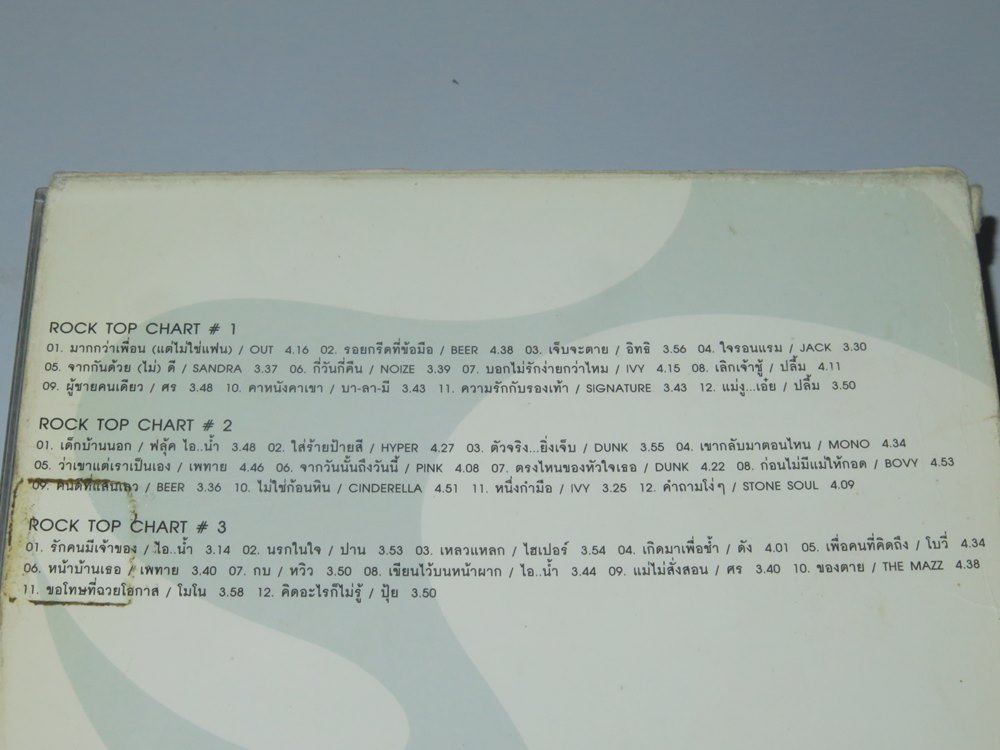 ROCK TOP CHART # 1
01. มากกว่าเพื่อน (แต่ไม่ใช่แฟน) / OUT 4.16 02. รอยกรีดที่ข้อมือ / BEER 4.38 03. เจ็บจะตาย / อิทธิ 3.56 04. ใจรอนแรม / JACK 3.30
05. จากกันด้วย (ไม่) ดี / SANDRA 3.37 06. กี่วันกี่คืน / NOIZE 3.39 07. บอกไม่รักง่ายกว่าไหม / IVY 4.15 08. เลิกเจ้าชู้ / ปลื้ม 4.11
09. ผู้ชายคนเดียว / ศร 3.48 10. คาหนังคาเขา / บา-ลา-มี 3.43 11. ความรักกับรองเท้า / SIGNATURE 3.43 12. แม่งู...เอ๋ย / ปลื้ม 3.50
ROCK TOP CHART # 2
01. เด็กบ้านนอก / ฟลุ้ค ไอ..น้ำ 3.48 02. ใส่ร้ายป้ายสี / HYPER 4.27 03. ตัวจริง...ยิ่งเจ็บ / DUNK 3.55 04. เขากลับมาตอนไหน / MONO 4.34
05. ว่าเขาแต่เราเป็นเอง / เพทาย 4.46 06. จากวันนั้นถึงวันนี้ / PINK 4.08 07. ตรงไหนของหัวใจเธอ / DUNK 4.22 08. ก่อนไม่มีแม่ให้กอด / BOVY 4.53
09. คนดีที่แสนเลว / BEER 3.36 10. ไม่ใช่ก้อนหิน / CINDERELLA 4.51 11. หนึ่งกำมือ / IVY 3.25 12. คำถามโง่ๆ / STONE SOUL 4.09
ROCK TOP CHART # 3
01. รักคนมีเจ้าของ / ไอ..น้ำ 3.14 02. นรกในใจ / ปาน 3.53 03. เหลวแหลก / ไฮเปอร์ 3.54 04. เกิดมาเพื่อช้ำ / ดัง 4.01 05. เพื่อคนที่คิดถึง / โบวี่ 4.34
06. หน้าบ้านเธอ / เพทาย 3.40 07. กบ / หวิว 3.50 08. เขียนไว้บนหน้าผาก / ไอ..น้ำ 3.44 09. แม่ไม่สั่งสอน / ศร 3.40 10. ของตาย / THE MAZZ 4.38
11. ขอโทษที่ฉวยโอกาส / โมโน 3.58 12. คิดอะไรก็ไม่รู้ / ปุ้ย 3.50